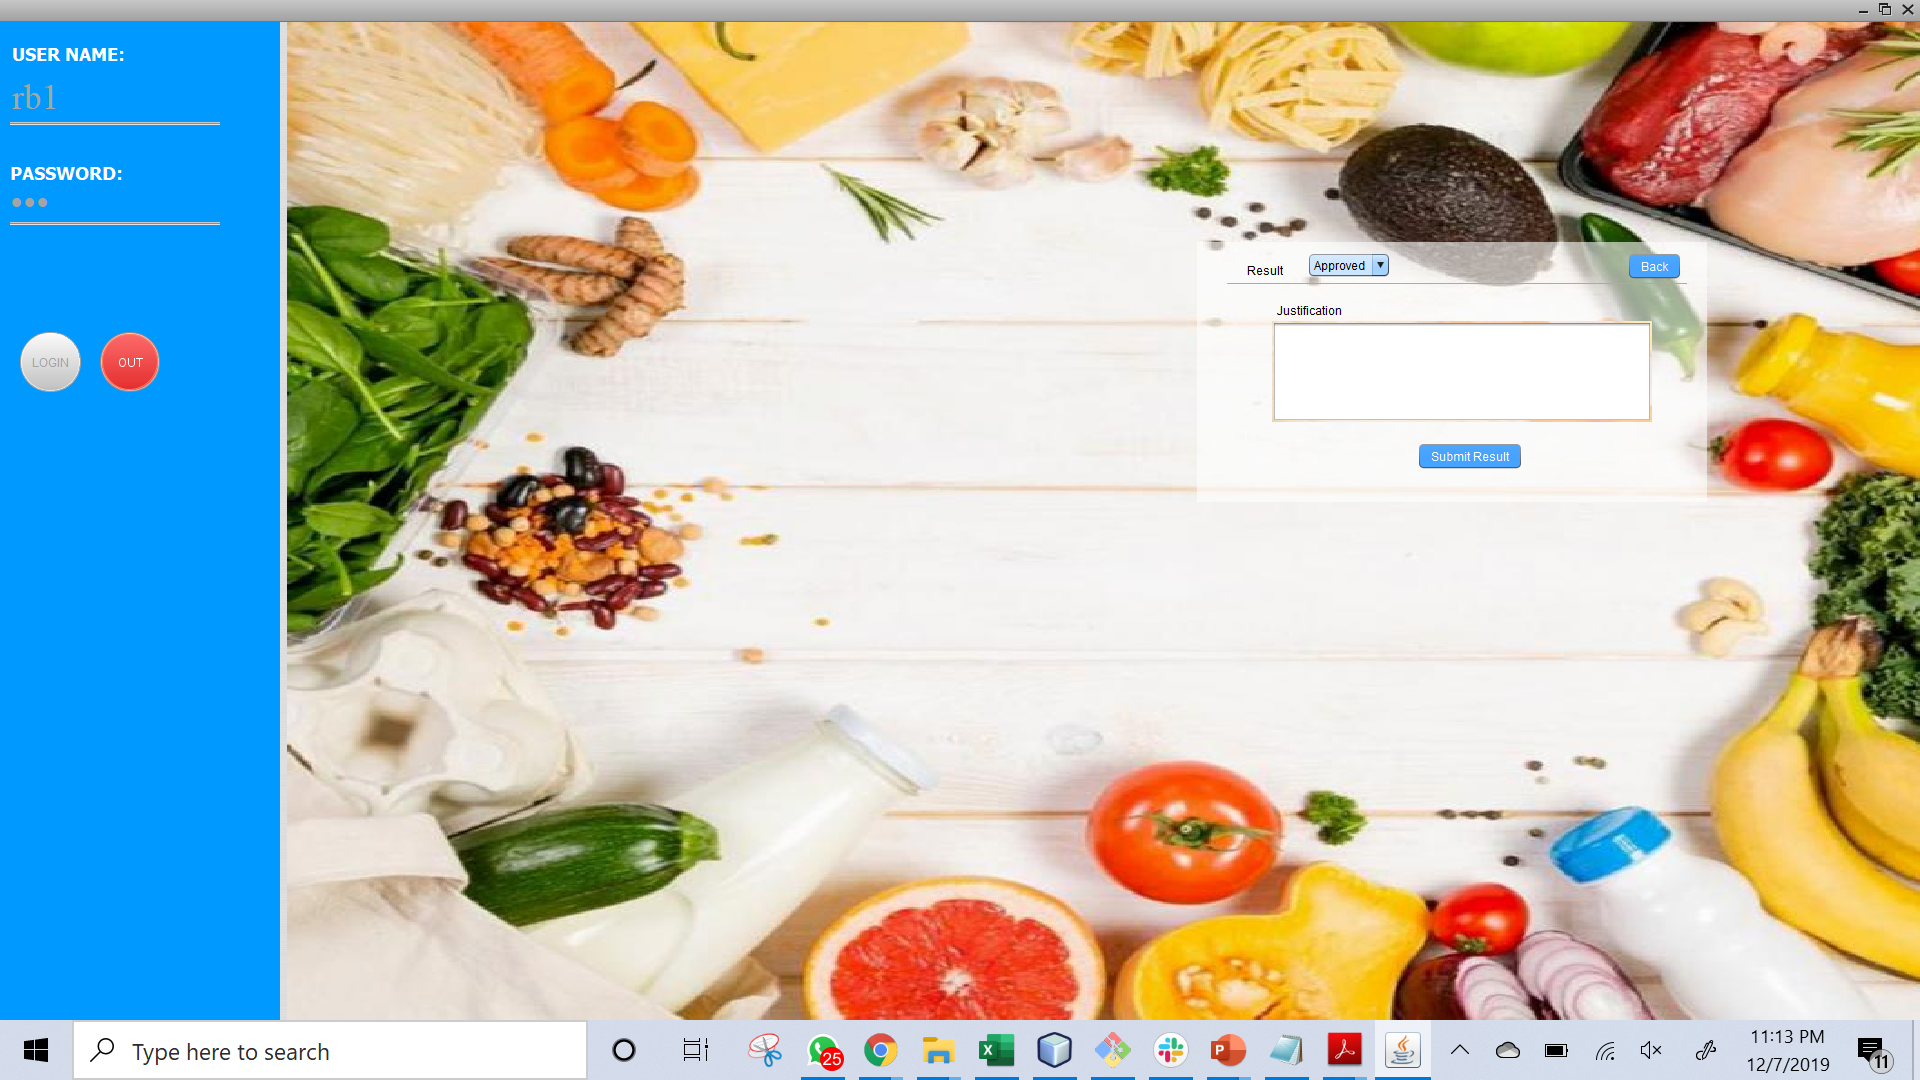 USER NAME:
rb1
PASSWORD:
LOGIN
OUT
Result
Approved
Back
Justification
Submit Result
Type here to search
25
X
P
11:13 PM
12/7/2019
11